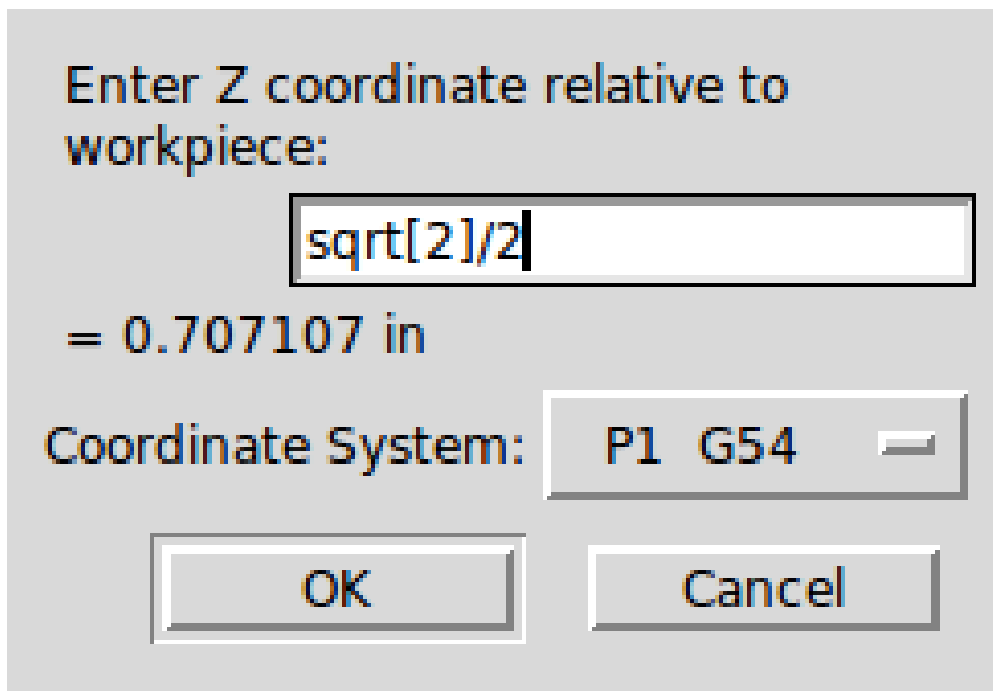 Enter Z coordinate relative to
workpiece:
sqrt[2]/2
= 0.707107 in
Coordinate System: P1 G54
OK Cancel